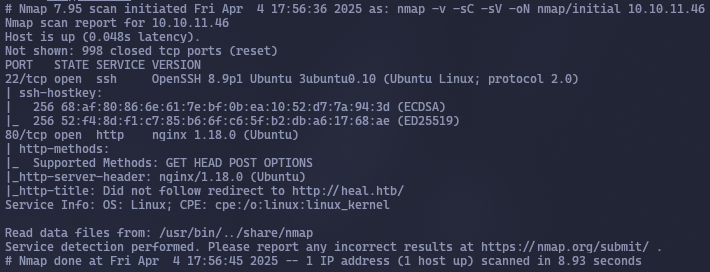 # Nmap 7.95 scan initiated Fri Apr  4 17:56:36 2025 as: nmap -v -sC -sV -oN nmap/initial 10.10.11.46
Nmap scan report for 10.10.11.46
Host is up (0.048s latency).
Not shown: 998 closed tcp ports (reset)
PORT   STATE SERVICE VERSION
22/tcp open  ssh     OpenSSH 8.9p1 Ubuntu 3ubuntu0.10 (Ubuntu Linux; protocol 2.0)
| ssh-hostkey:
|   256 68:af:80:86:6e:61:7e:bf:0b:ea:10:52:d7:7a:94:3d (ECDSA)
|_  256 52:f4:8d:f1:c7:85:b6:6f:c6:5f:b2:db:a6:17:68:ae (ED25519)
80/tcp open  http    nginx 1.18.0 (Ubuntu)
| http-methods:
|_  Supported Methods: GET HEAD POST OPTIONS
|_http-server-header: nginx/1.18.0 (Ubuntu)
|_http-title: Did not follow redirect to http://heal.htb/
Service Info: OS: Linux; CPE: cpe:/o:linux:linux_kernel

Read data files from: /usr/bin/../share/nmap
Service detection performed. Please report any incorrect results at https://nmap.org/submit/ .
# Nmap done at Fri Apr  4 17:56:45 2025 -- 1 IP address (1 host up) scanned in 8.93 seconds